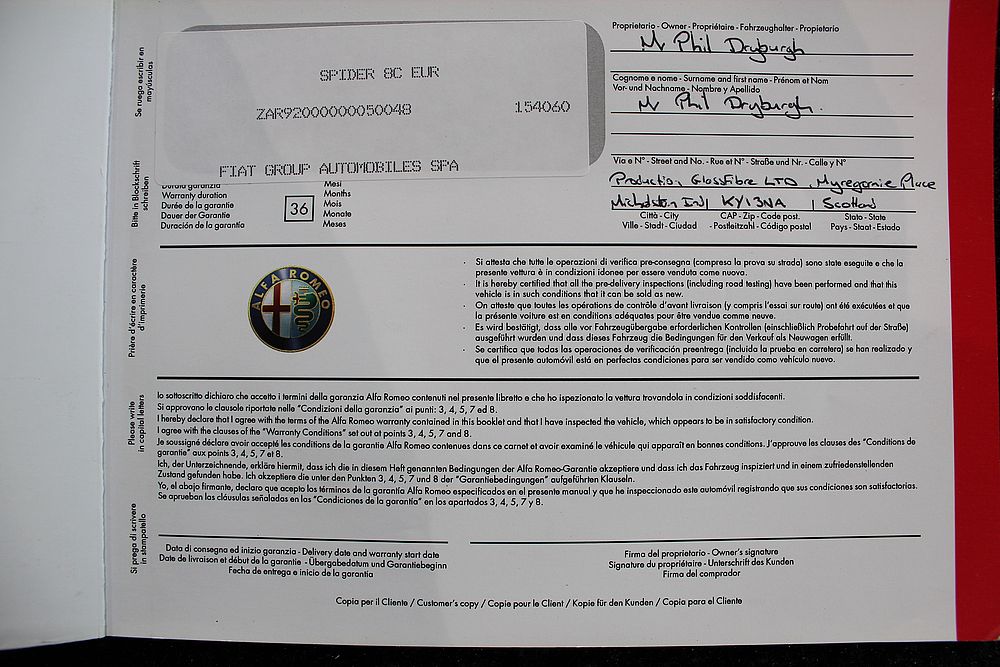 Se ruega escribir en
mayúsculas
Bitte in Blockschrift
schreiben
Prière d'écrire en caractère
d'imprimerie
Please write
in capital letters
Si prega di scrivere
in stampatello
SPIDER 8C EUR
ZAR92000000050048 154060
FIAT GROUP AUTOMOBILES SPA
Proprietario - Owner - Propriétaire - Fahrzeughalter - Propietario
Mr Phil Dryburgh
Cognome e nome - Surname and first name - Prénom et Nom
Vor- und Nachname - Nombre y Apellido
Mr Phil Dryburgh.
Via e N° - Street and No. - Rue et N° - Straße und Nr. - Calle y N°
Production Glassfibre LTD, Myregormie Place
KY13NA Scotland
Città - City CAP - Zip - Code post. Stato - State
Ville - Stadt - Ciudad - Postleitzahl - Código postal Pays - Staat - Estado
Durata garanzia
Warranty duration
Durée de la garantie
Dauer der Garantie
Duración de la garantía
36
Mesi
Months
Mois
Monate
Meses
ALFA ROMEO
· Si attesta che tutte le operazioni di verifica pre-consegna (compresa la prova su strada) sono state eseguite e che la
presente vettura è in condizioni idonee per essere venduta come nuova.
· It is hereby certified that all the pre-delivery inspections (including road testing) have been performed and that this
vehicle is in such conditions that it can be sold as new.
· On atteste que toutes les opérations de contrôle d'avant livraison (y compris l'essai sur route) ont été exécutées et que
la présente voiture est en conditions adéquates pour être vendue comme neuve.
· Es wird bestätigt, dass alle vor Fahrzeugübergabe erforderlichen Kontrollen (einschließlich Probefahrt auf der Straße)
ausgeführt wurden und dass dieses Fahrzeug die Bedingungen für den Verkauf als Neuwagen erfüllt.
· Se certifica que todas las operaciones de verificación preentrega (incluida la prueba en carretera) se han realizado y
que el presente automóvil está en perfectas condiciones para ser vendido como vehículo nuevo.
Io sottoscritto dichiaro che accetto i termini della garanzia Alfa Romeo contenuti nel presente libretto e che ho ispezionato la vettura trovandola in condizioni soddisfacenti.
Si approvano le clausole riportate nelle "Condizioni della garanzia" ai punti: 3, 4, 5, 7 ed 8.
I hereby declare that I agree with the terms of the Alfa Romeo warranty contained in this booklet and that I have inspected the vehicle, which appears to be in satisfactory condition.
I agree with the clauses of the "Warranty Conditions" set out at points 3, 4, 5, 7 and 8.
Je soussigné déclare avoir accepté les conditions de la garantie Alfa Romeo contenues dans ce carnet et avoir examiné le véhicule qui apparaît en bonnes conditions. J'approuve les clauses des "Conditions de
garantie" aux points 3, 4, 5, 7 et 8.
Ich, der Unterzeichnende, erkläre hiermit, dass ich die in diesem Heft genannten Bedingungen der Alfa Romeo-Garantie akzeptiere und dass ich das Fahrzeug inspiziert und in einem zufriedenstellenden
Zustand gefunden habe. Ich akzeptiere die unter den Punkten 3, 4, 5, 7 und 8 der "Garantiebedingungen" aufgeführten Klauseln.
Yo, el abajo firmante, declaro que acepto los términos de la garantía Alfa Romeo especificados en el presente manual y que he inspeccionado este automóvil registrando que sus condiciones son satisfactorias.
Se aprueban las cláusulas señaladas en las "Condiciones de la garantía" en los apartados 3, 4, 5, 7 y 8.
Data di consegna ed inizio garanzia - Delivery date and warranty start date
Date de livraison et début de la garantie - Übergabedatum und Garantiebeginn
Fecha de entrega e inicio de la garantía
Firma del proprietario - Owner's signature
Signature du propriétaire - Unterschrift des Kunden
Firma del comprador
Copia per il Cliente / Customer's copy / Copie pour le Client / Kopie für den Kunden / Copia para el Cliente